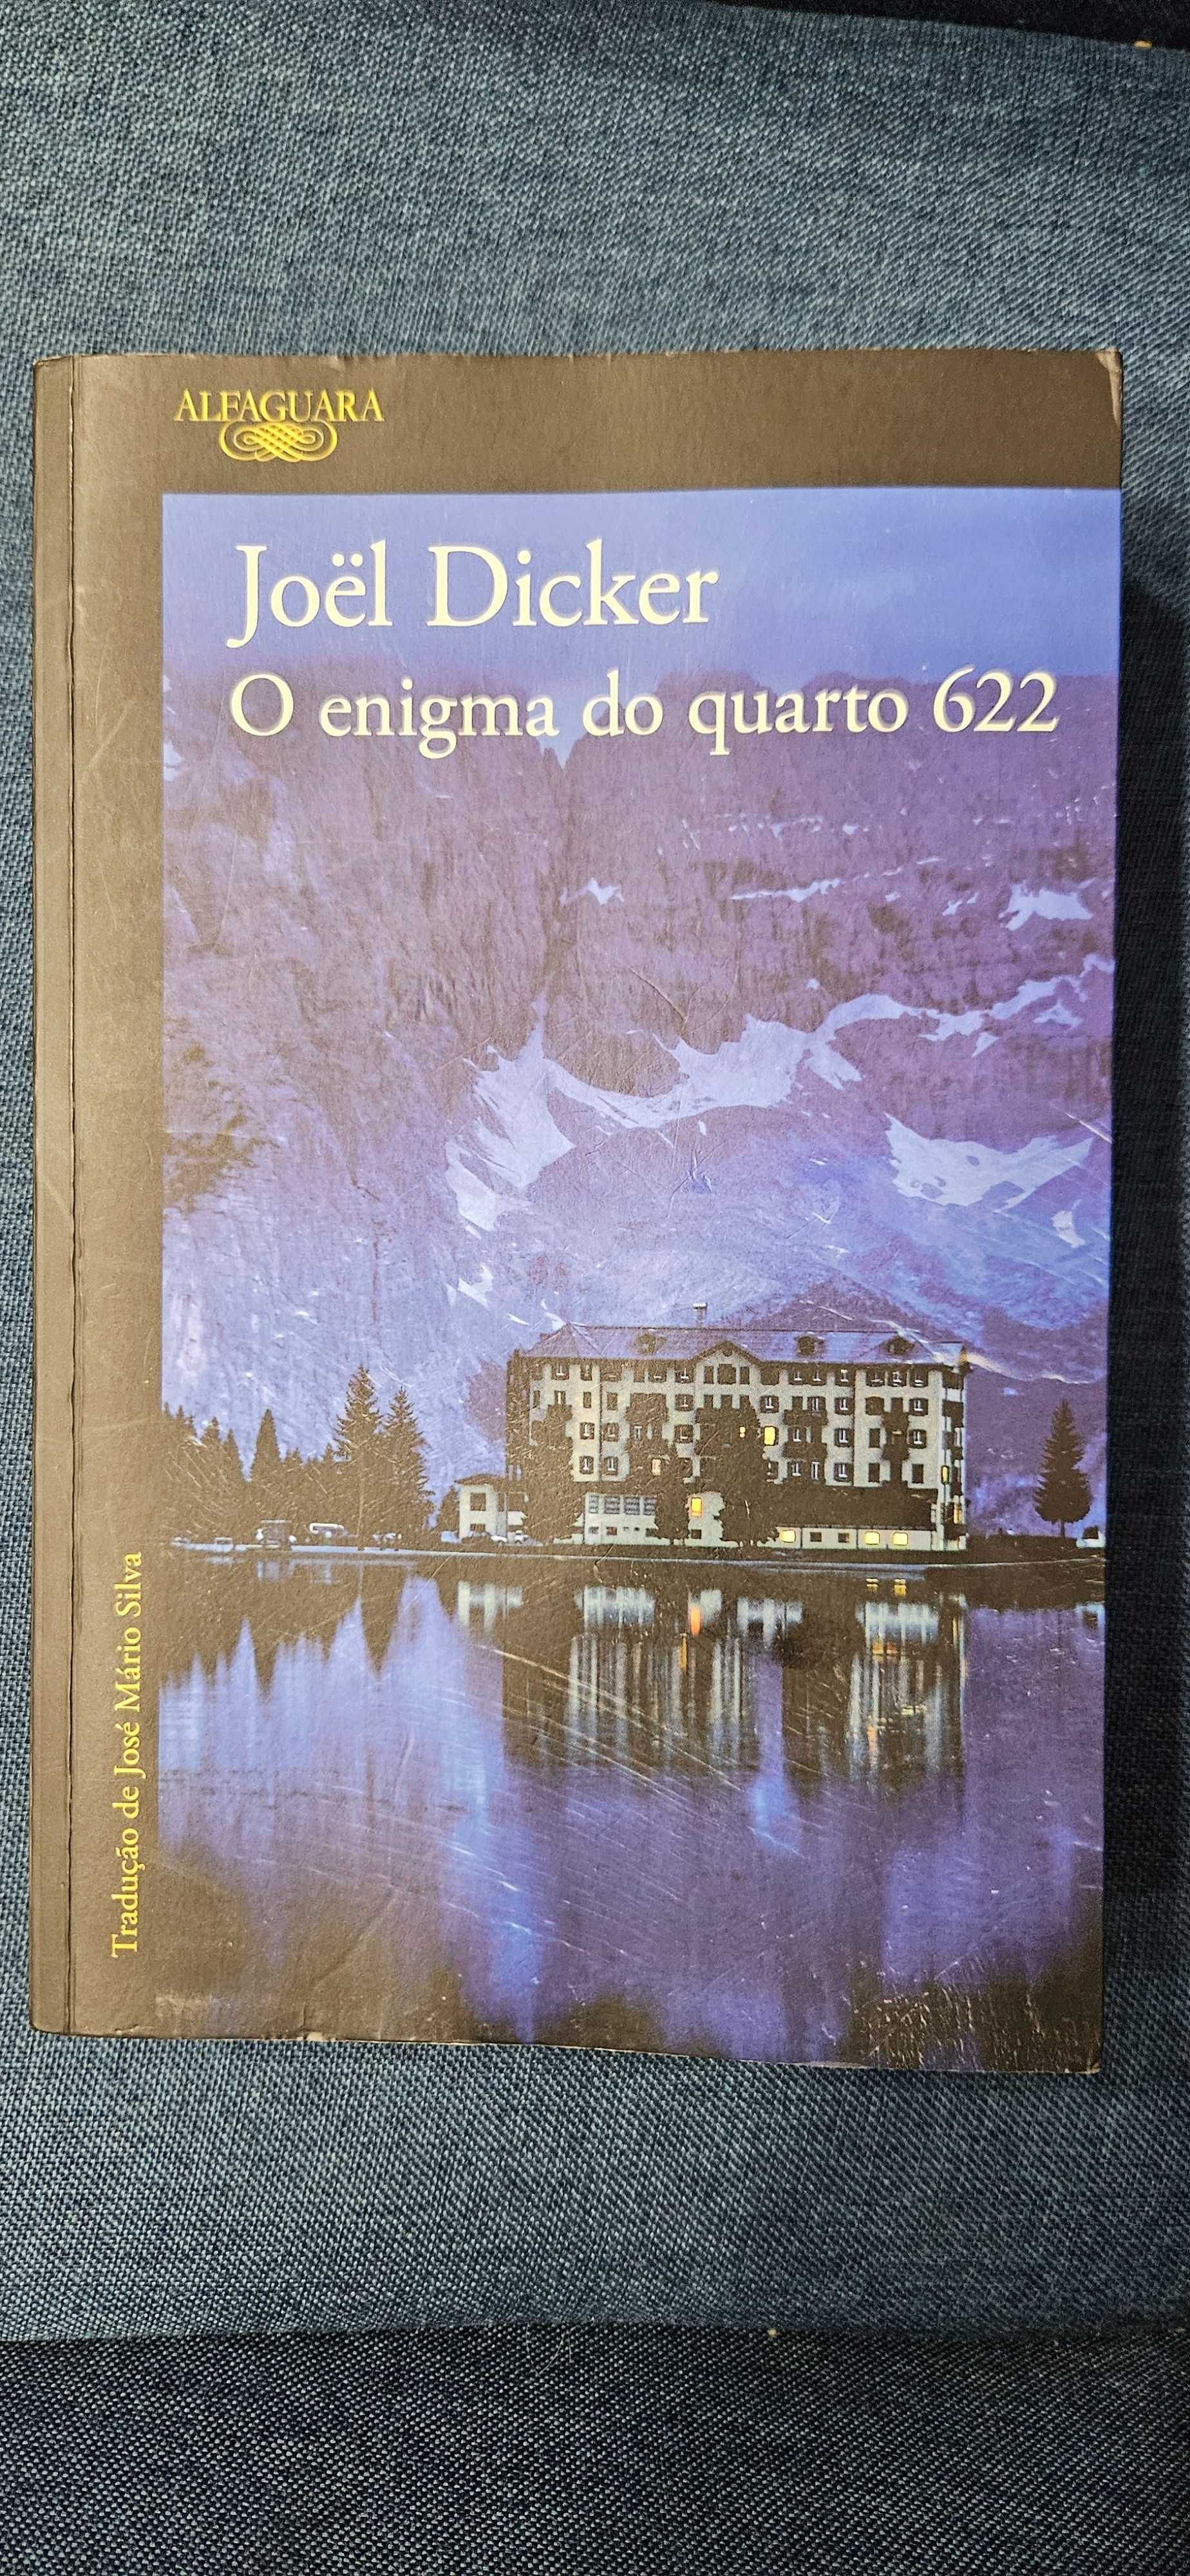 ALFAGUARA
Joël Dicker
O enigma do quarto 622
Tradução de José Mário Silva